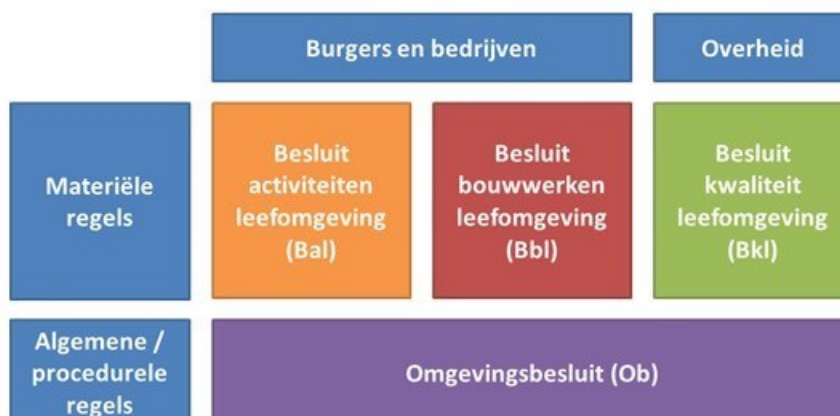 Burgers en bedrijven
Overheid
Materiële
regels
Besluit
activiteiten
leefomgeving
(Bal)
Besluit
bouwwerken
leefomgeving
(Bbl)
Besluit
kwaliteit
leefomgeving
(Bkl)
Algemene /
procedurele
regels
Omgevingsbesluit (Ob)